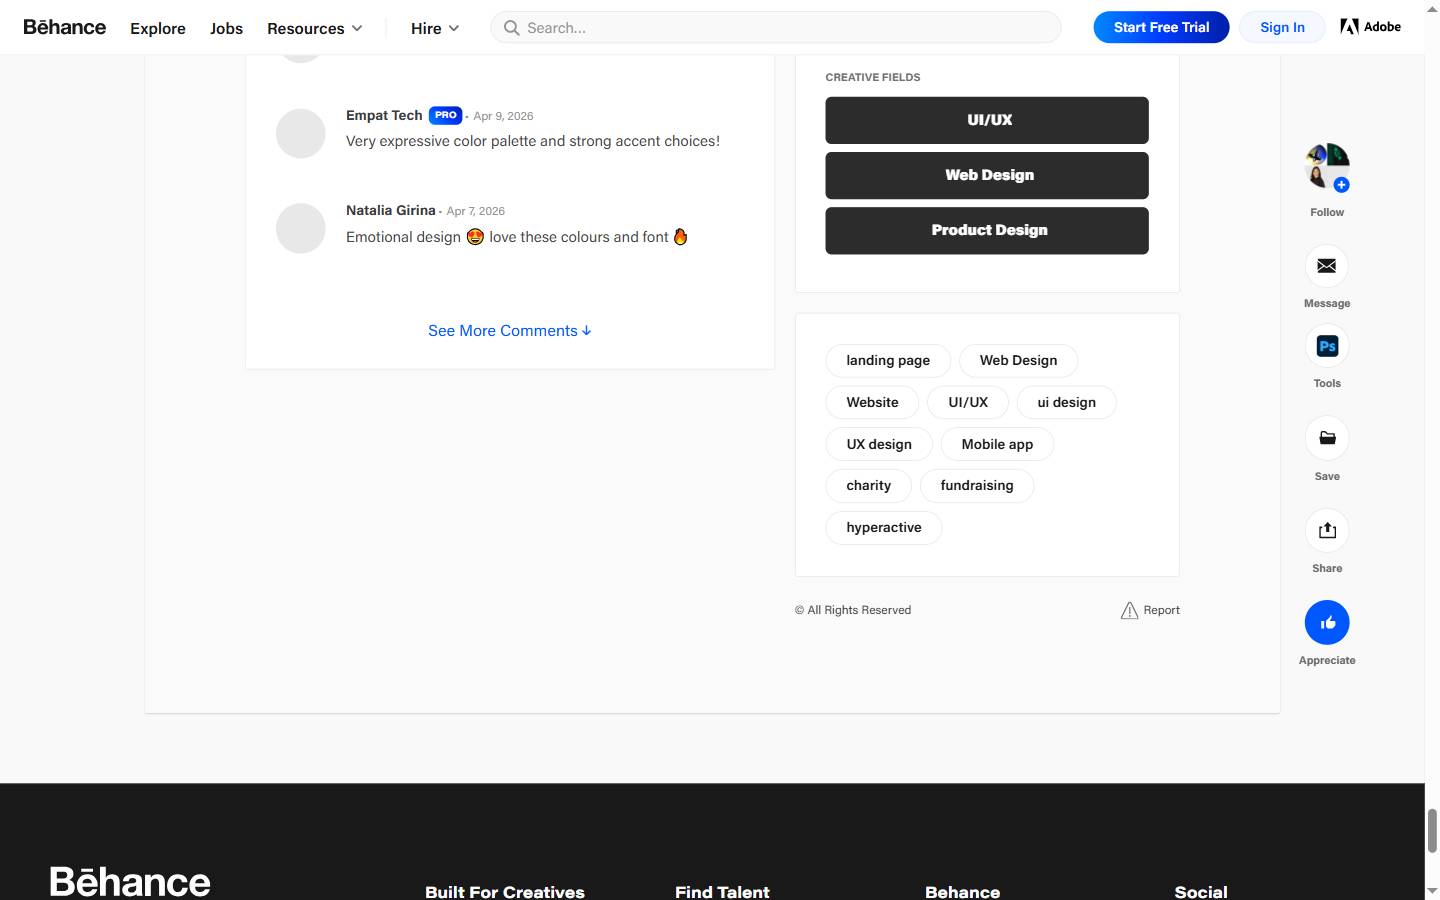 Bēhance
Explore
Jobs
Resources
Hire
Search...
Start Free Trial
Sign In
Adobe
Empat Tech PRO · Apr 9, 2026
Very expressive color palette and strong accent choices!
Natalia Girina · Apr 7, 2026
Emotional design 😍 love these colours and font 🔥
See More Comments ↓
CREATIVE FIELDS
UI/UX
Web Design
Product Design
landing page
Web Design
Website
UI/UX
ui design
UX design
Mobile app
charity
fundraising
hyperactive
© All Rights Reserved
Report
Follow
Message
Ps
Tools
Save
Share
Appreciate
Bēhance
Built For Creatives
Find Talent
Behance
Social